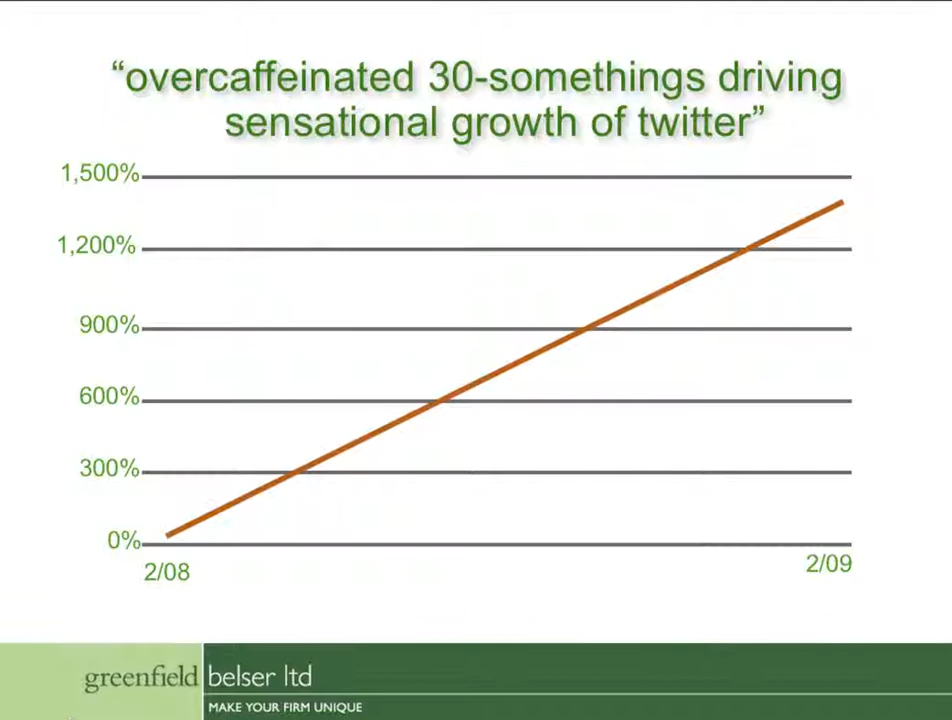 “overcaffeinated 30-somethings driving
sensational growth of twitter”
1,500%
1,200%
900%
600%
300%
0%
2/08
2/09
greenfield belser ltd
MAKE YOUR FIRM UNIQUE